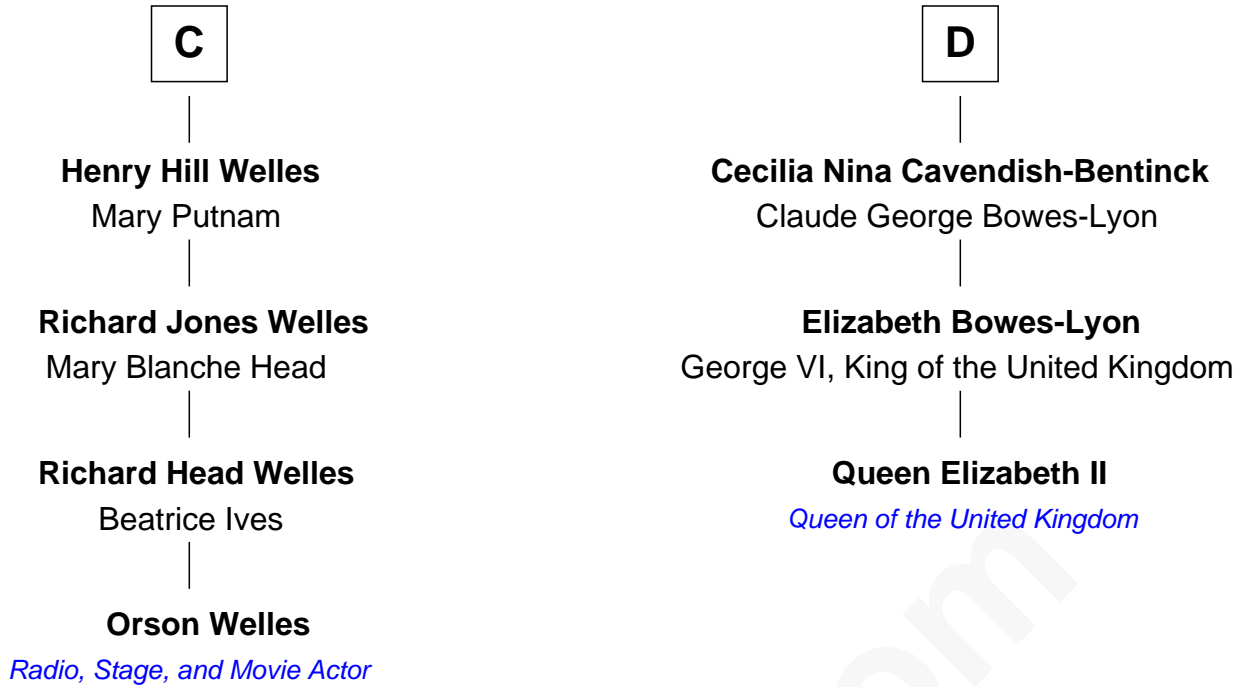 C
Henry Hill Welles
Mary Putnam
Richard Jones Welles
Mary Blanche Head
Richard Head Welles
Beatrice Ives
Orson Welles
Radio, Stage, and Movie Actor
D
Cecilia Nina Cavendish-Bentinck
Claude George Bowes-Lyon
Elizabeth Bowes-Lyon
George VI, King of the United Kingdom
Queen Elizabeth II
Queen of the United Kingdom
om